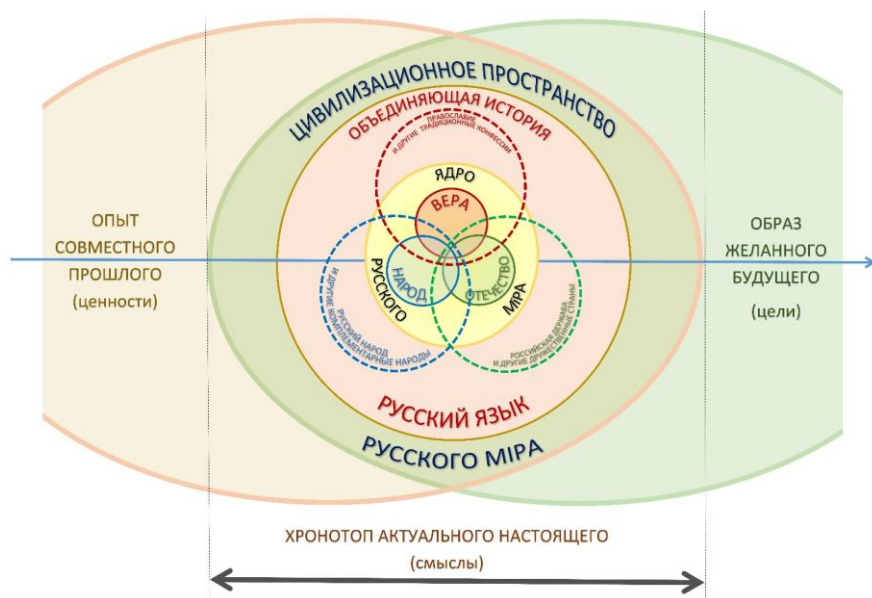 ЦИВИЛИЗАЦИОННОЕ ПРОСТРАНСТВО
ОБЪЕДИНЯЮЩАЯ ИСТОРИЯ
ПРАВОСЛАВИЕ
И ДРУГИЕ ТРАДИЦИОННЫЕ КОНФЕССИИ
ЯДРО
ВЕРА
ОПЫТ
СОВМЕСТНОГО
ПРОШЛОГО
(ценности)
ОБРАЗ
ЖЕЛАННОГО
БУДУЩЕГО
(цели)
НАРОД
ОТЕЧЕСТВО
РУССКОГО
МІРА
РУССКИЙ НАРОД
И ДРУГИЕ КОМПЛЕМЕНТАРНЫЕ НАРОДЫ
РОССИЙСКАЯ ДЕРЖАВА
И ДРУГИЕ ДРУЖЕСТВЕННЫЕ СТРАНЫ
РУССКИЙ ЯЗЫК
РУССКОГО МІРА
ХРОНОТОП АКТУАЛЬНОГО НАСТОЯЩЕГО
(смыслы)